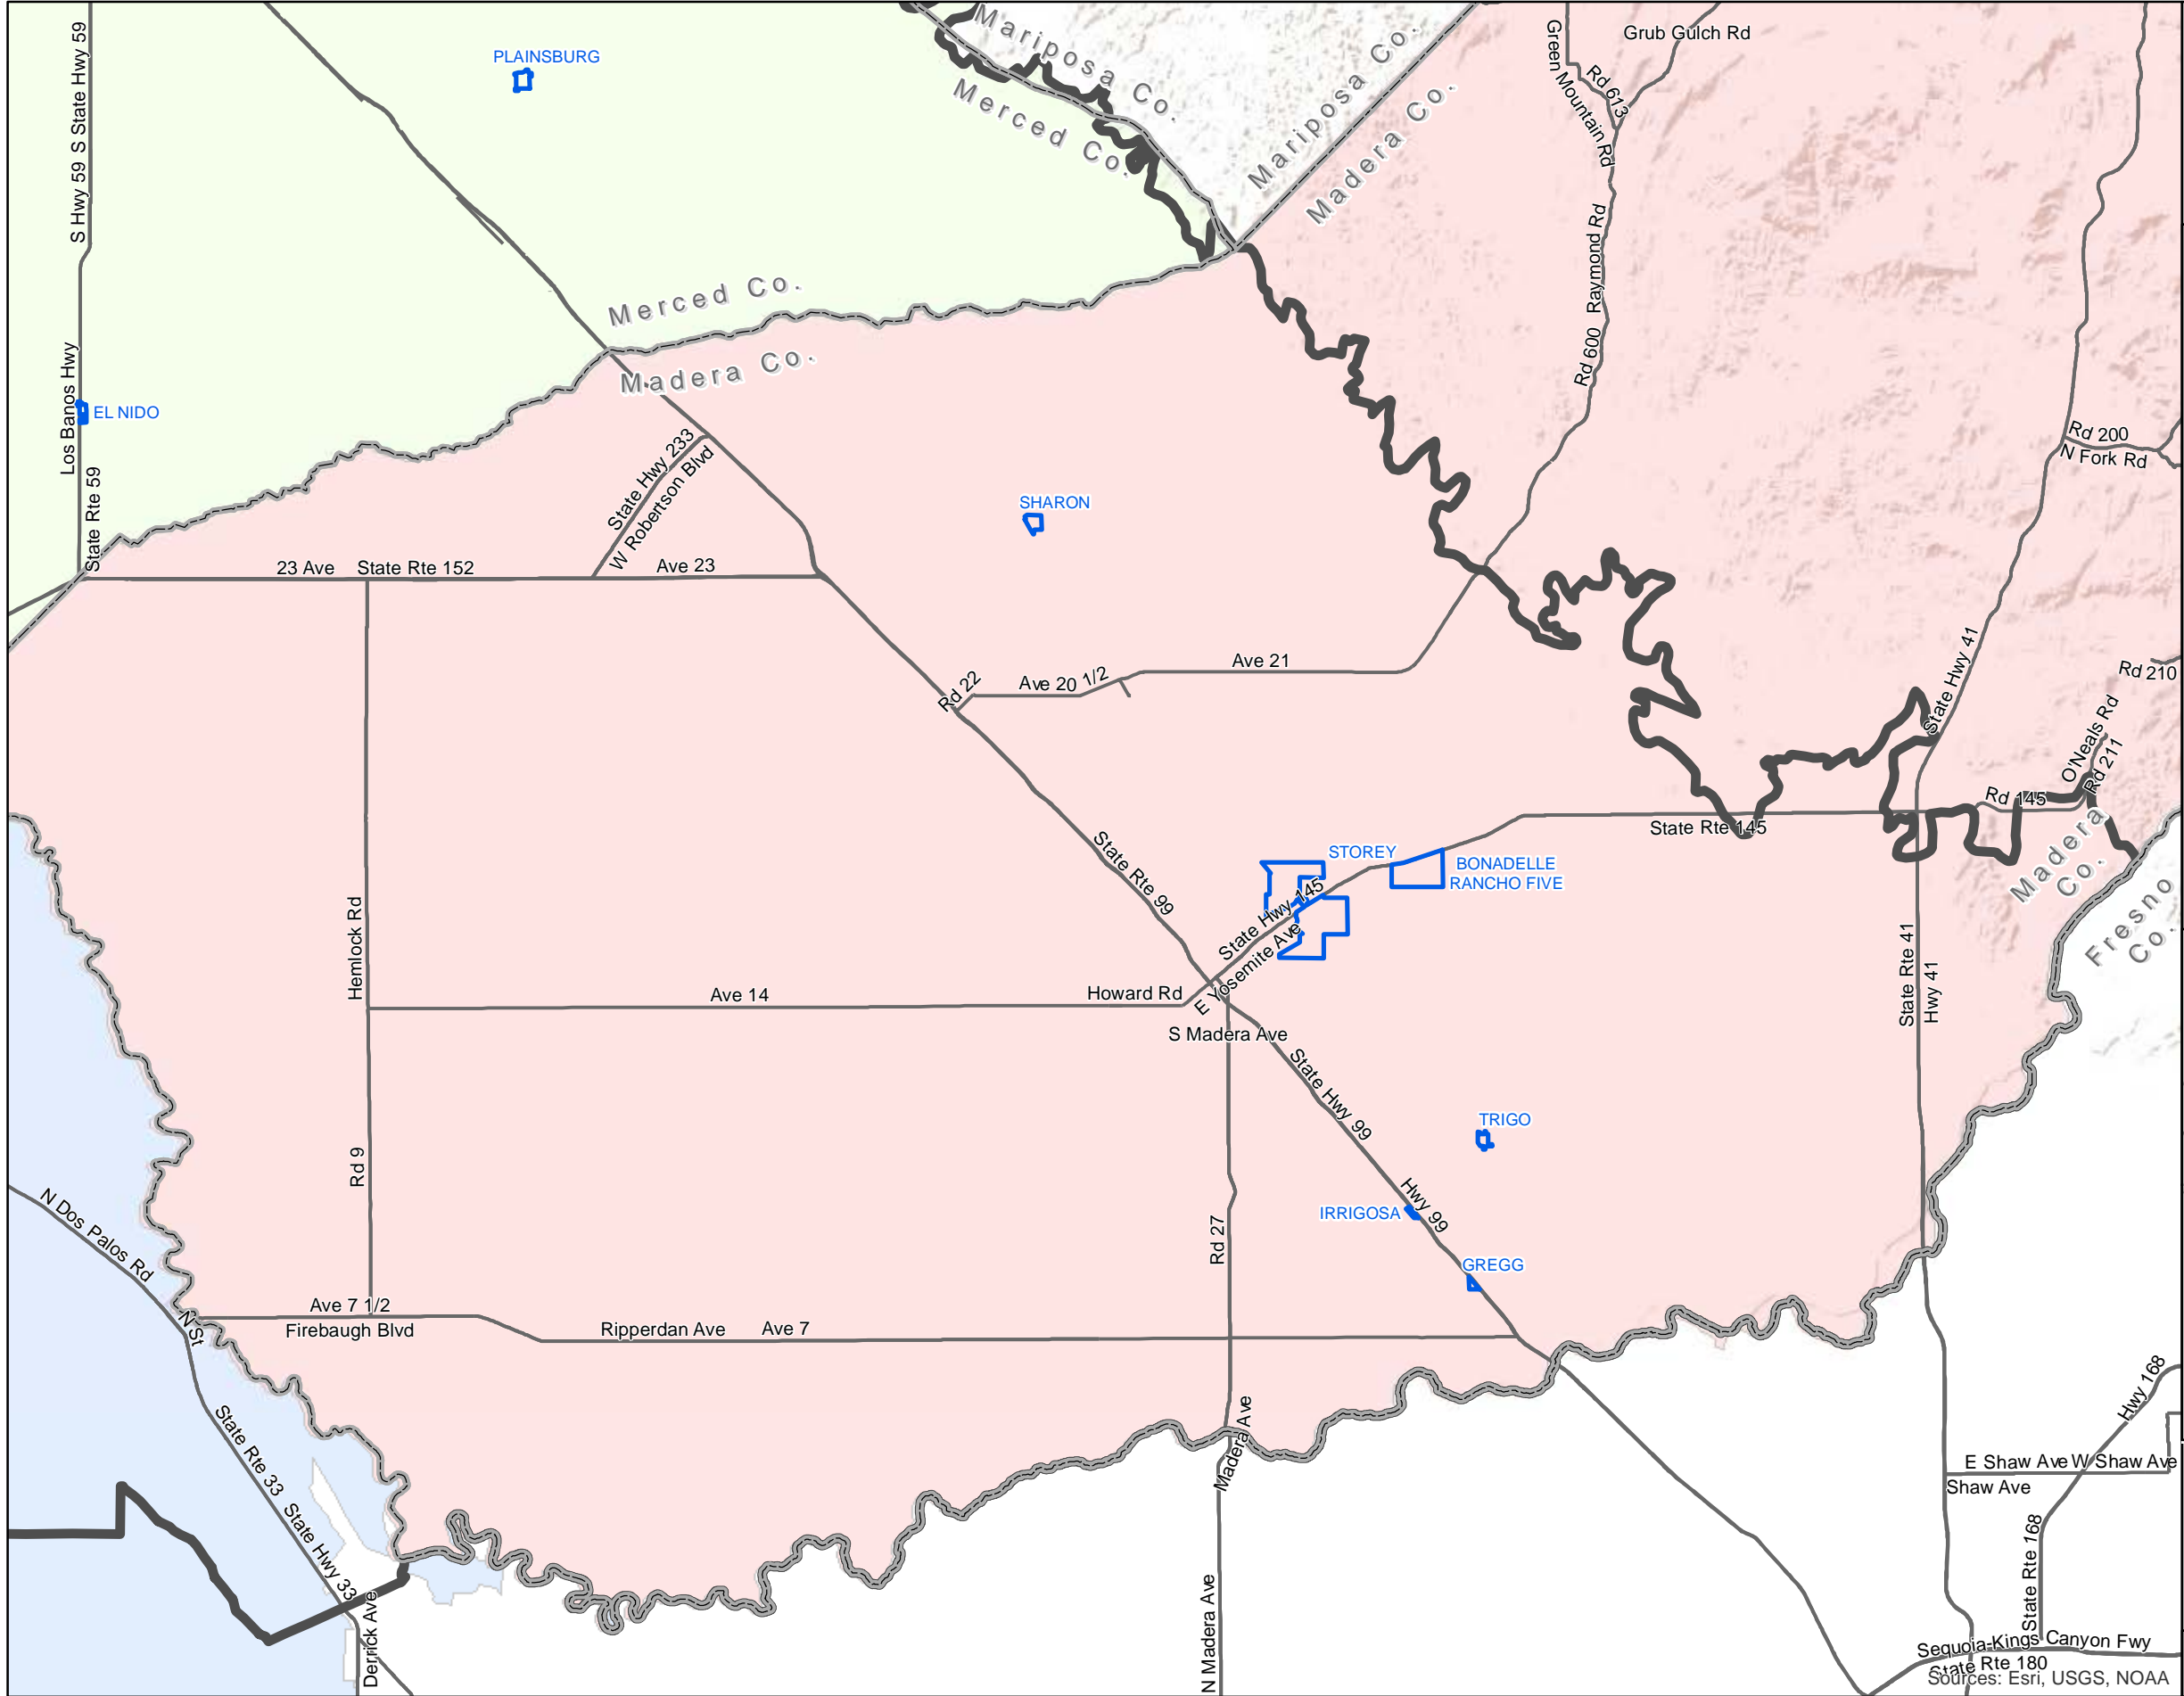 PLAINSBURG
Mariposa Co.
Merced Co.
Mariposa Co.
Madera Co.
Green Mountain Rd
Grub Gulch Rd
Rd 613
S State Hwy 59
S Hwy 59
Raymond Rd
Rd 600
Merced Co.
Madera Co.
Los Banos Hwy
EL NIDO
State Rte 59
State Hwy 233
W Robertson Blvd
SHARON
Rd 200
N Fork Rd
23 Ave
State Rte 152
Ave 23
Rd 22
Ave 20 1/2
Ave 21
State Hwy 41
Rd 210
O'Neals Rd
Rd 211
Rd 145
State Rte 145
Madera
Co.
Fresno
Co.
State Rte 99
STOREY
BONADELLE
RANCHO FIVE
State Hwy 145
E Yosemite Ave
Hemlock Rd
Ave 14
Howard Rd
S Madera Ave
State Rte 41
Hwy 41
State Hwy 99
TRIGO
Rd 9
IRRIGOSA
Hwy 99
Rd 27
GREGG
N Dos Palos Rd
N St
Ave 7 1/2
Firebaugh Blvd
Ripperdan Ave
Ave 7
Hwy 168
Madera Ave
State Rte 33
State Hwy 33
E Shaw Ave
W Shaw Ave
Shaw Ave
State Rte 168
Derrick Ave
N Madera Ave
Sequoia-Kings Canyon Fwy
State Rte 180
Sources: Esri, USGS, NOAA